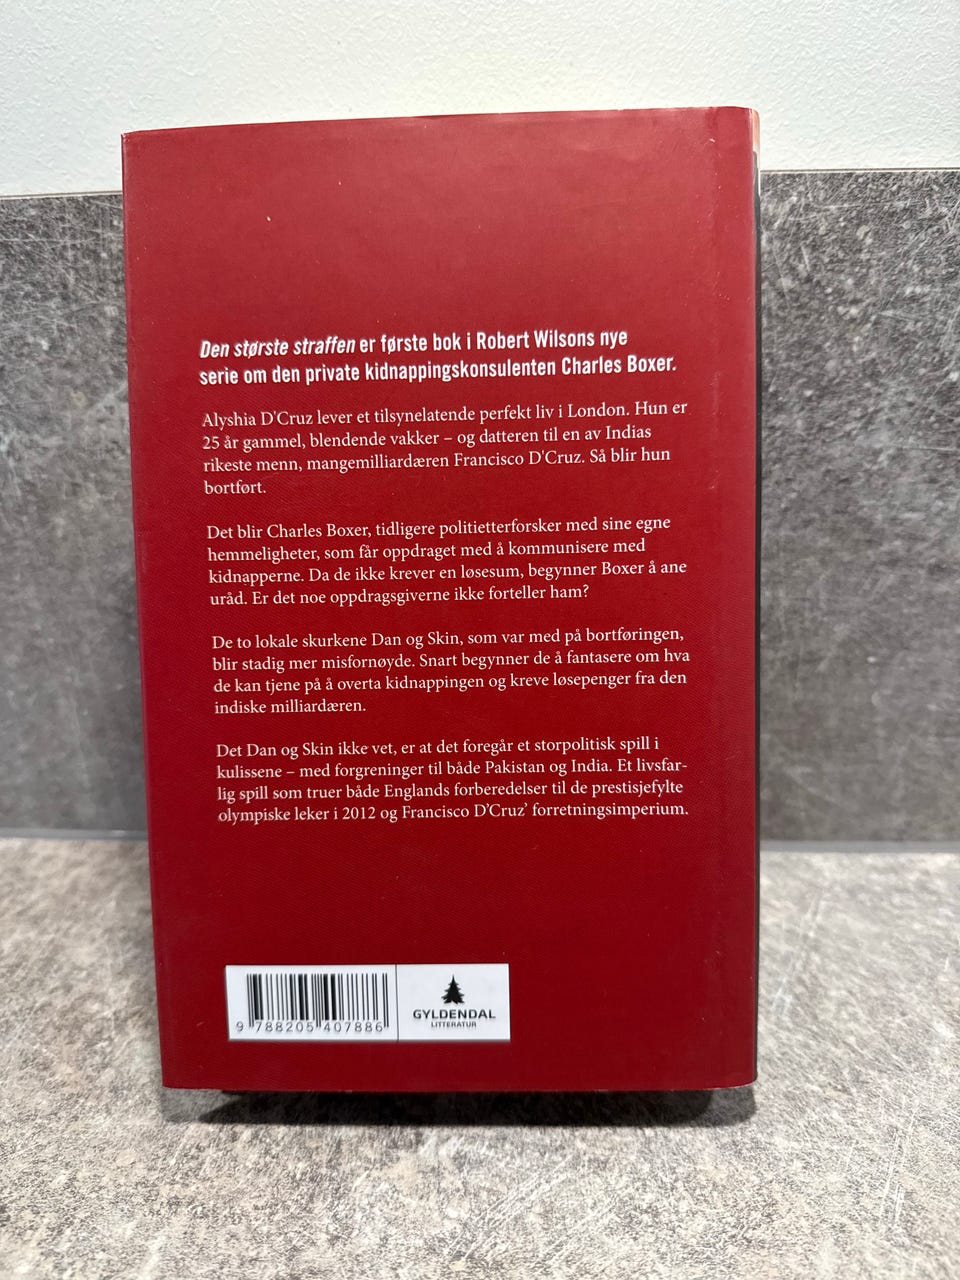 Den største straffen er første bok i Robert Wilsons nye
serie om den private kidnappingskonsulenten Charles Boxer.
Alyshia D'Cruz lever et tilsynelatende perfekt liv i London. Hun er
25 år gammel, blendende vakker – og datteren til en av Indias
rikeste menn, mangemilliardæren Francisco D'Cruz. Så blir hun
bortført.
Det blir Charles Boxer, tidligere politietterforsker med sine egne
hemmeligheter, som får oppdraget med å kommunisere med
kidnapperne. Da de ikke krever en løsesum, begynner Boxer å ane
uråd. Er det noe oppdragsgiverne ikke forteller ham?
De to lokale skurkene Dan og Skin, som var med på bortføringen,
blir stadig mer misfornøyde. Snart begynner de å fantasere om hva
de kan tjene på å overta kidnappingen og kreve løsepenger fra den
indiske milliardæren.
Det Dan og Skin ikke vet, er at det foregår et storpolitisk spill i
kulissene – med forgreninger til både Pakistan og India. Et livsfar-
lig spill som truer både Englands forberedelser til de prestisjefylte
olympiske leker i 2012 og Francisco D'Cruz’ forretningsimperium.
9 788205 407886
GYLDENDAL
LITTERATUR